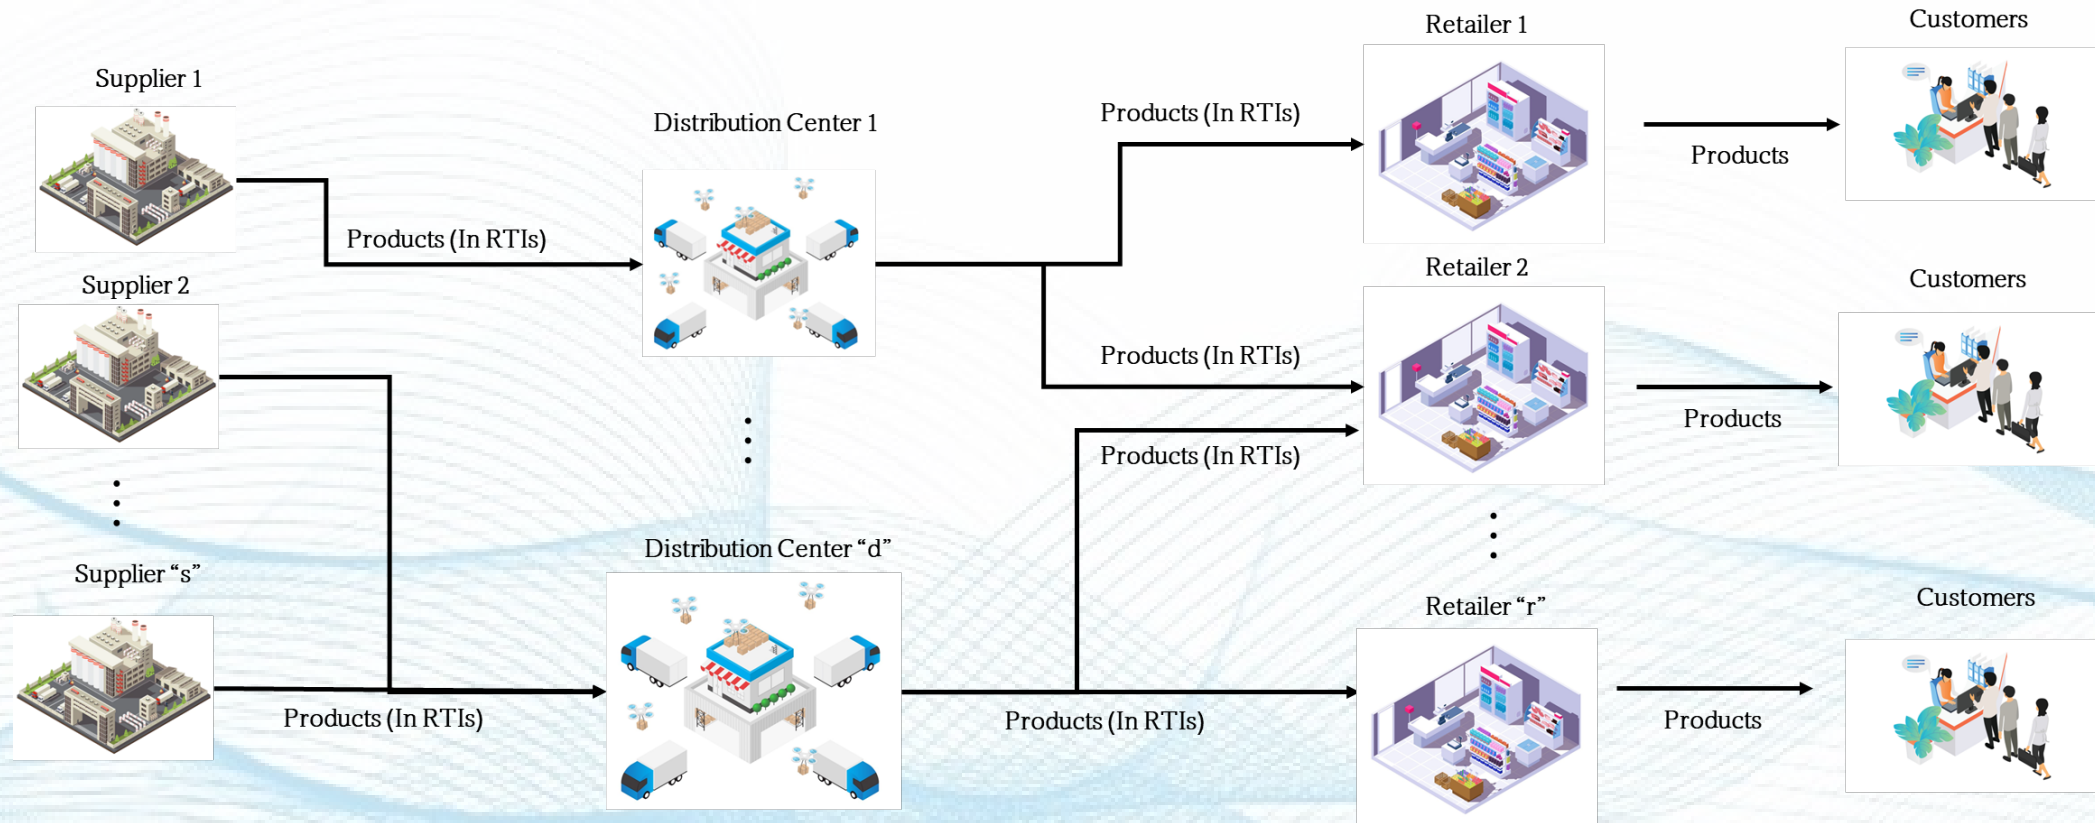 Supplier 1
Products (In RTIs)
Supplier 2
Supplier “s”
Products (In RTIs)
Distribution Center 1
Distribution Center “d”
Products (In RTIs)
Products (In RTIs)
Products (In RTIs)
Products (In RTIs)
Retailer 1
Retailer 2
Retailer “r”
Products
Products
Products
Customers
Customers
Customers